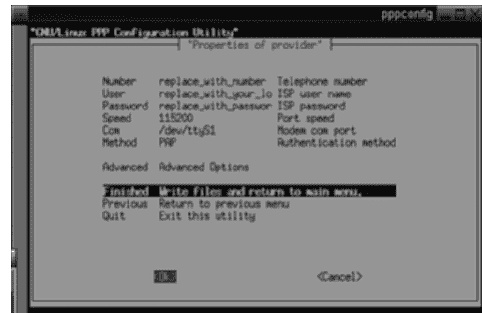 pppconfig
"GNU/Linux PPP Configuration Utility"
"Properties of provider"
Number replace_with_number Telephone number
User replace_with_your_lo ISP user name
Password replace_with_passwor ISP password
Speed 115200 Port speed
Com /dev/ttyS1 Modem com port
Method PAP Authentication method
Advanced Advanced Options
Finished Write files and return to main menu.
Previous Return to previous menu
Quit Exit this utility
<OK> <Cancel>